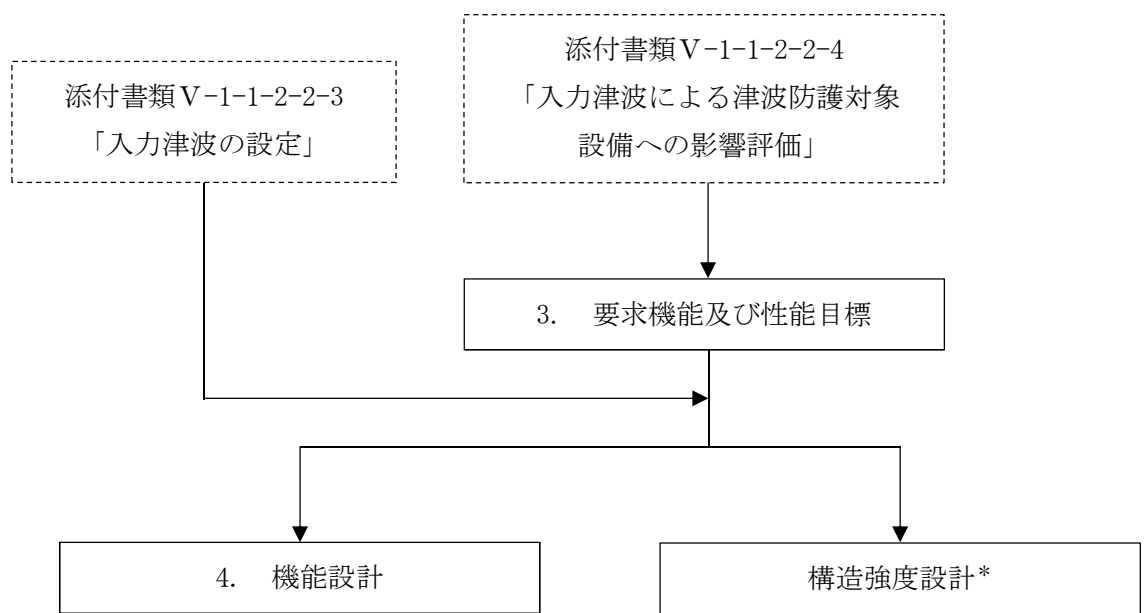 添付書類Ⅴ-1-1-2-2-3
「入力津波の設定」
添付書類Ⅴ-1-1-2-2-4
「入力津波による津波防護対象
設備への影響評価」
3. 要求機能及び性能目標
4. 機能設計
構造強度設計*